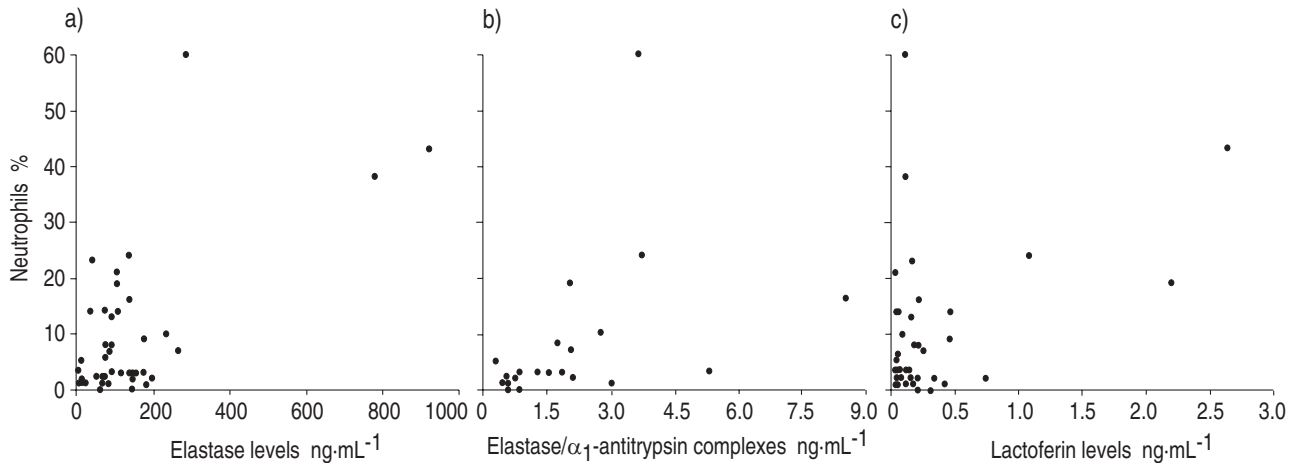 a)
60
50
40
30
20
10
0
Neutrophils %
0 200 400 600 800 1000
Elastase levels ng·mL⁻¹
b)
0 1.5 3.0 4.5 6.0 7.5 9.0
Elastase/α₁-antitrypsin complexes ng·mL⁻¹
c)
0 0.5 1.0 1.5 2.0 2.5 3.0
Lactoferin levels ng·mL⁻¹